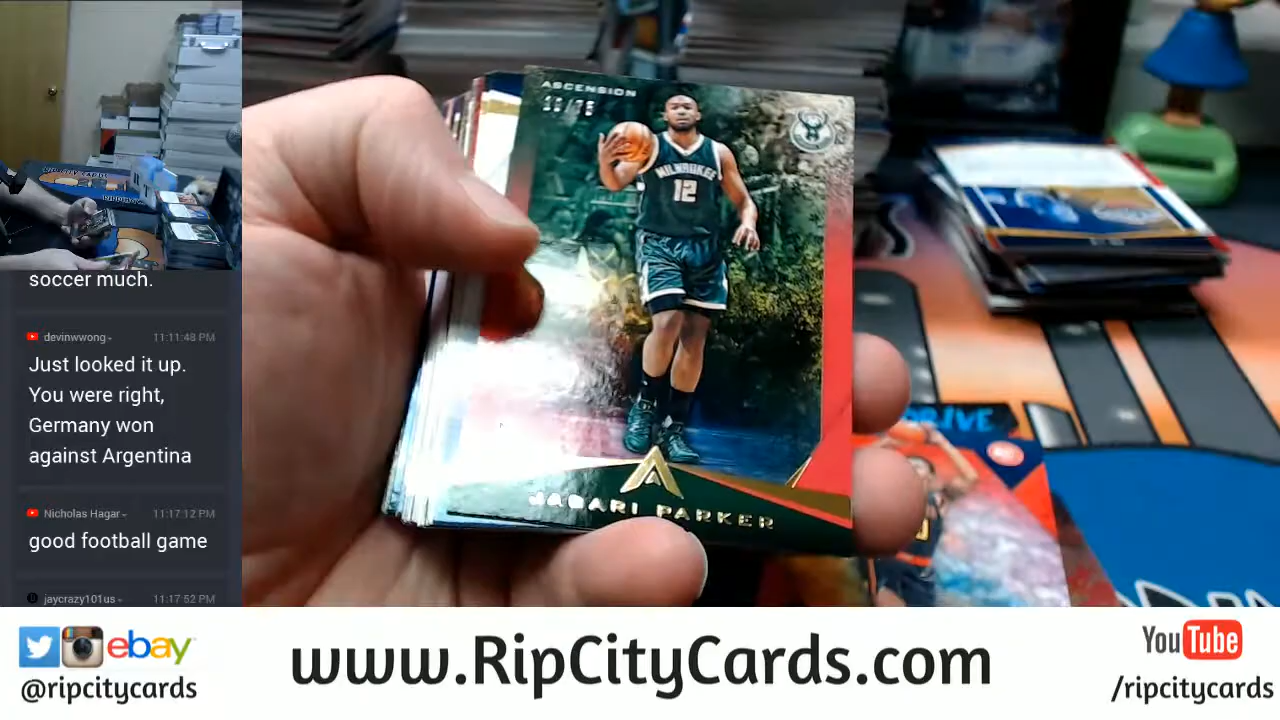 soccer much.
devinwwong
11:11:48 PM
Just looked it up.
You were right,
Germany won
against Argentina
Nicholas Hagar
11:17:12 PM
good football game
jaycrazy101us
11:17:52 PM
ASCENSION
MILWAUKEE
12
JABARI PARKER
DRIVE
ebay
@ripcitycards
www.RipCityCards.com
YouTube
/ripcitycards